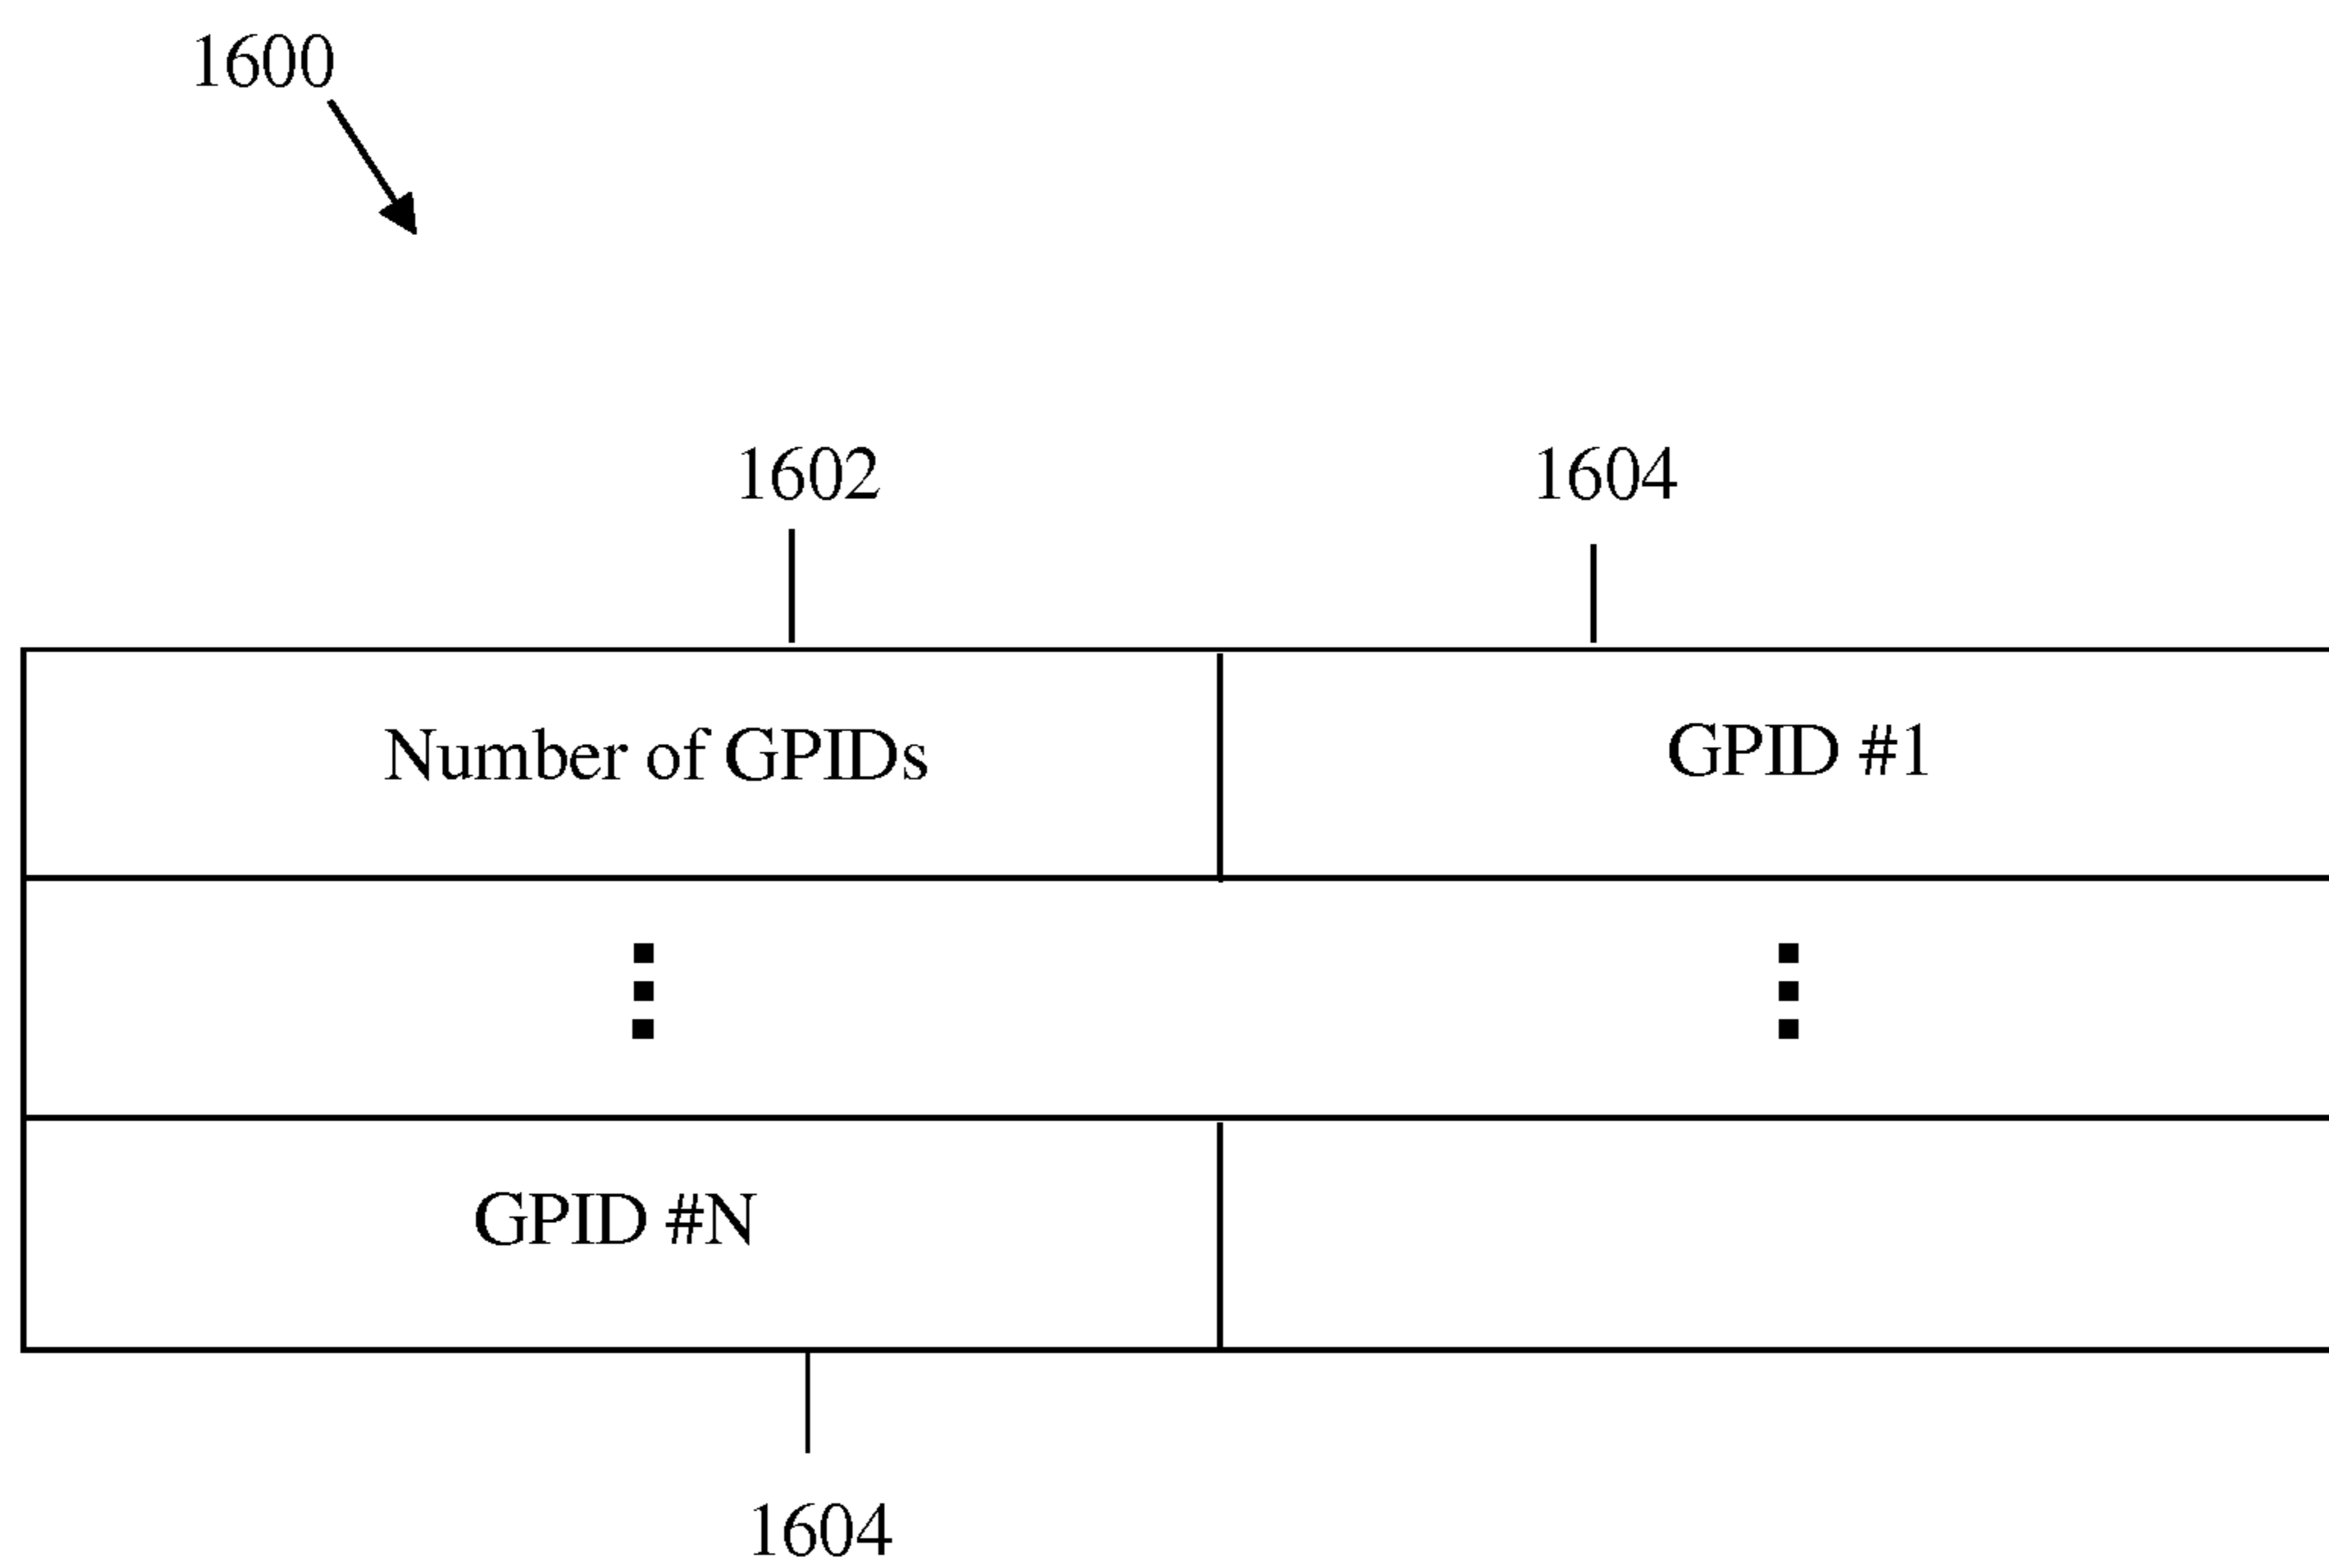 1600
1602 1604
Number of GPIDs GPID #1
GPID #N
1604